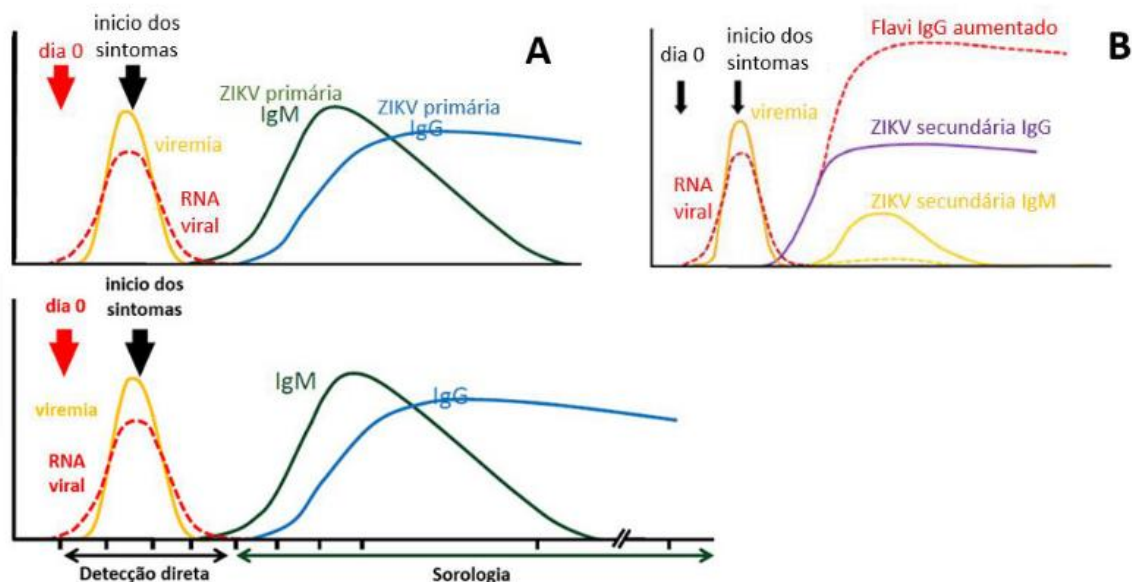 inicio dos
sintomas
dia 0
A
ZIKV primária
IgM
ZIKV primária
IgG
viremia
RNA
viral
inicio dos
sintomas
dia 0
Flavi IgG aumentado
B
viremia
ZIKV secundária IgG
RNA
viral
ZIKV secundária IgM
inicio dos
sintomas
dia 0
IgM
IgG
viremia
RNA
viral
Detecção direta
Sorologia